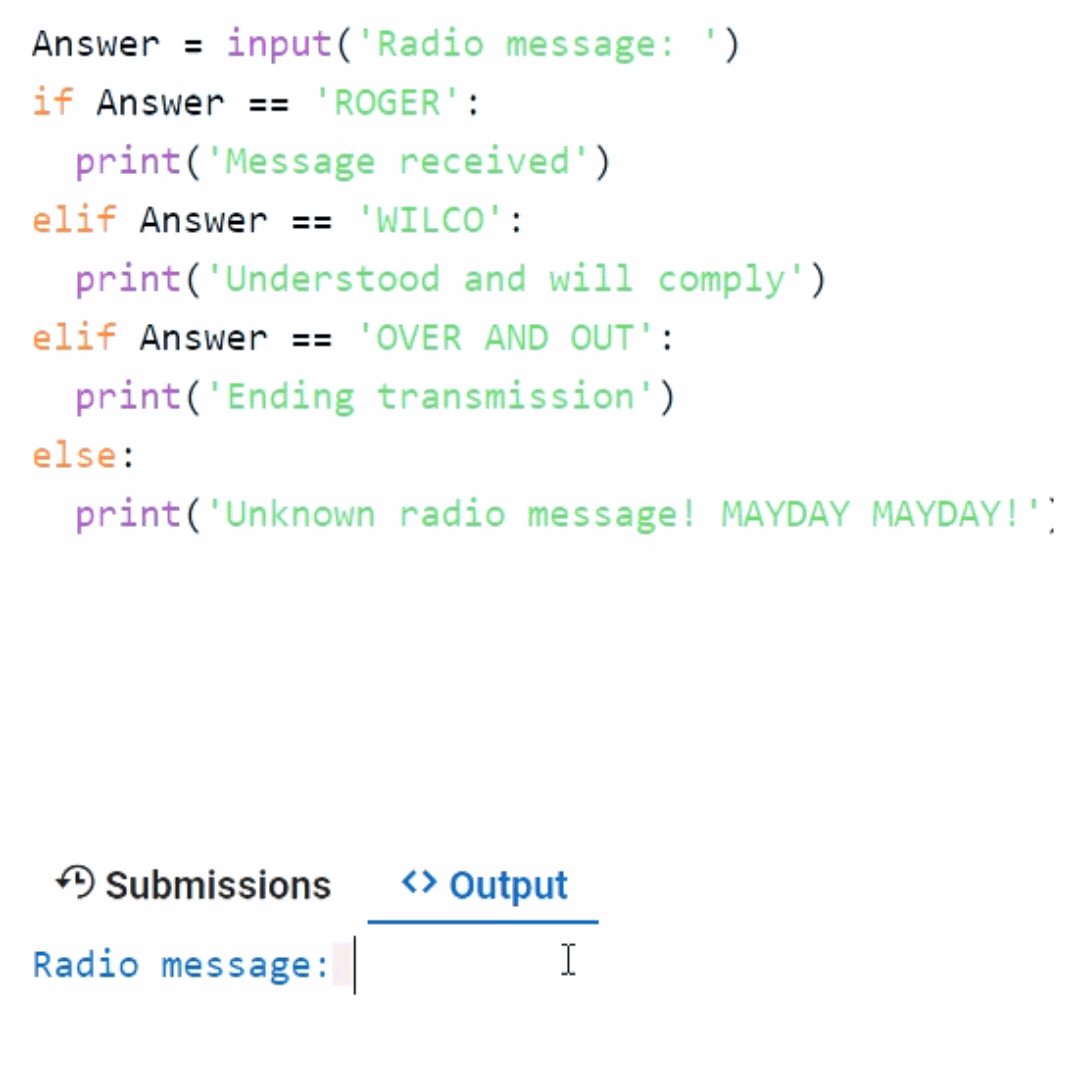 Answer = input('Radio message: ')
if Answer == 'ROGER':
  print('Message received')
elif Answer == 'WILCO':
  print('Understood and will comply')
elif Answer == 'OVER AND OUT':
  print('Ending transmission')
else:
  print('Unknown radio message! MAYDAY MAYDAY!')
Submissions <> Output
Radio message: